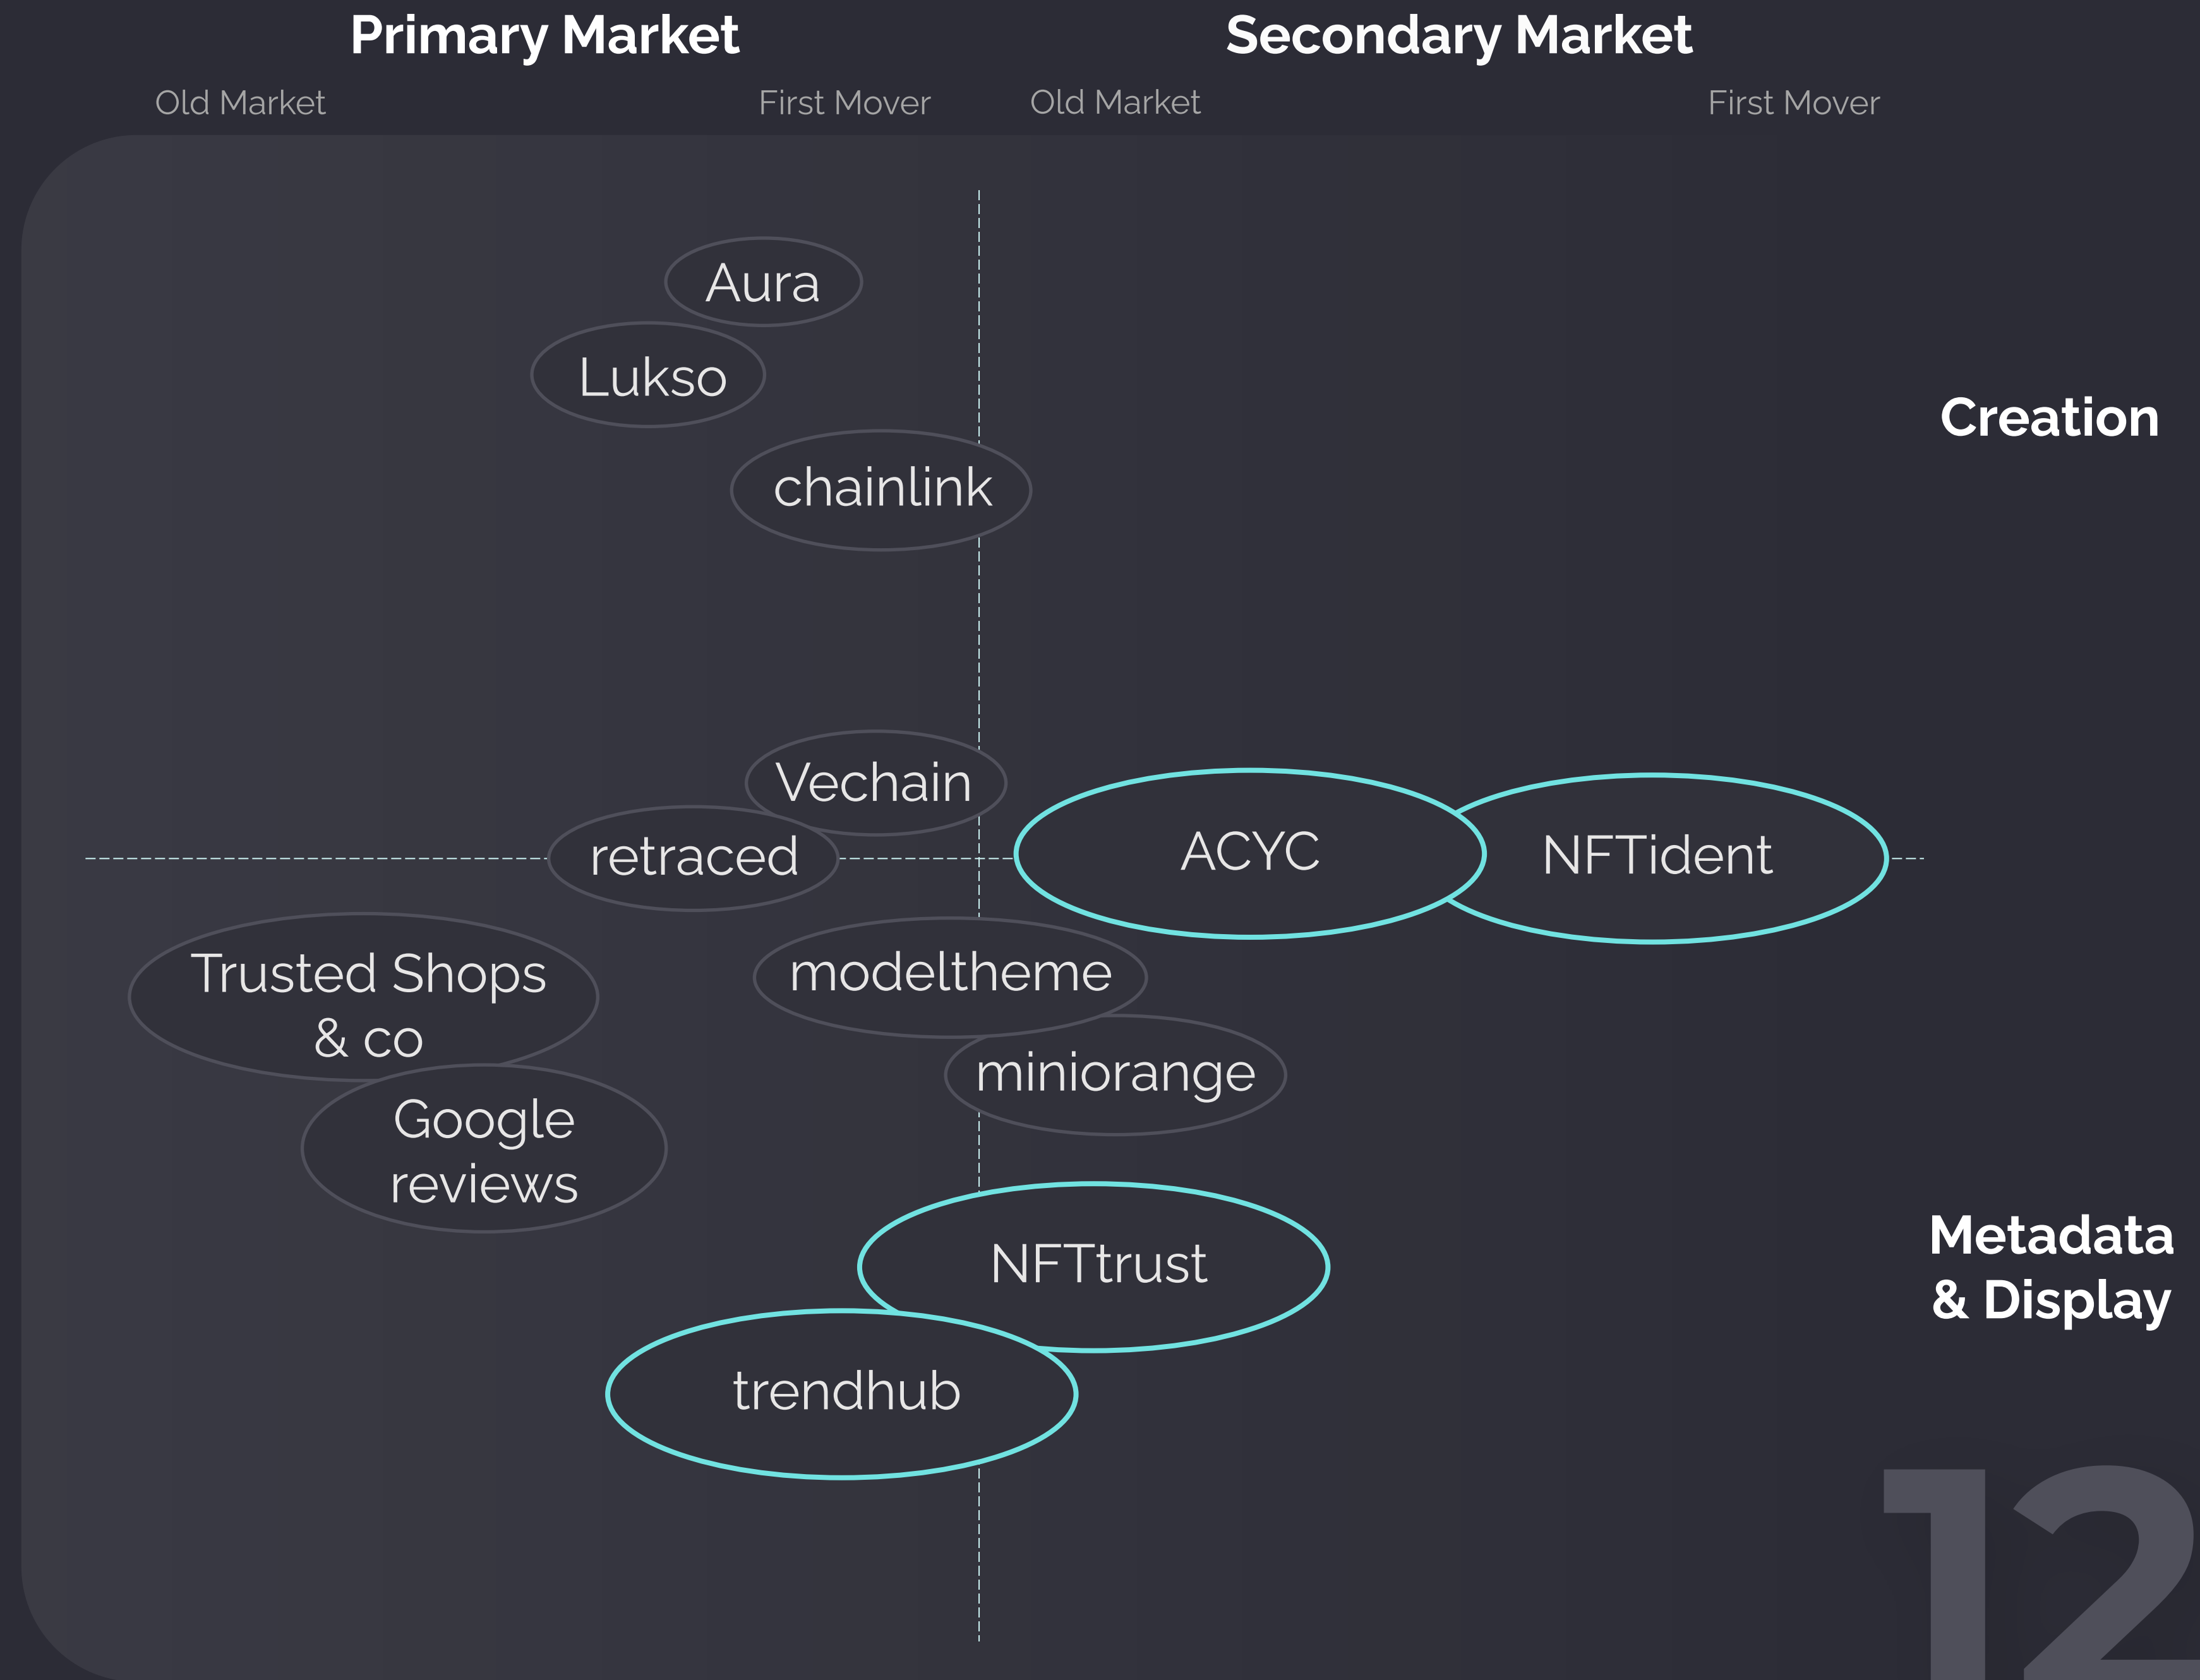 Primary Market
Secondary Market
Old Market
First Mover
Old Market
First Mover
Aura
Lukso
chainlink
Creation
Vechain
retraced
ACYC
NFTident
Trusted Shops
& co
modeltheme
miniorange
Google
reviews
NFTtrust
Metadata
& Display
trendhub
12